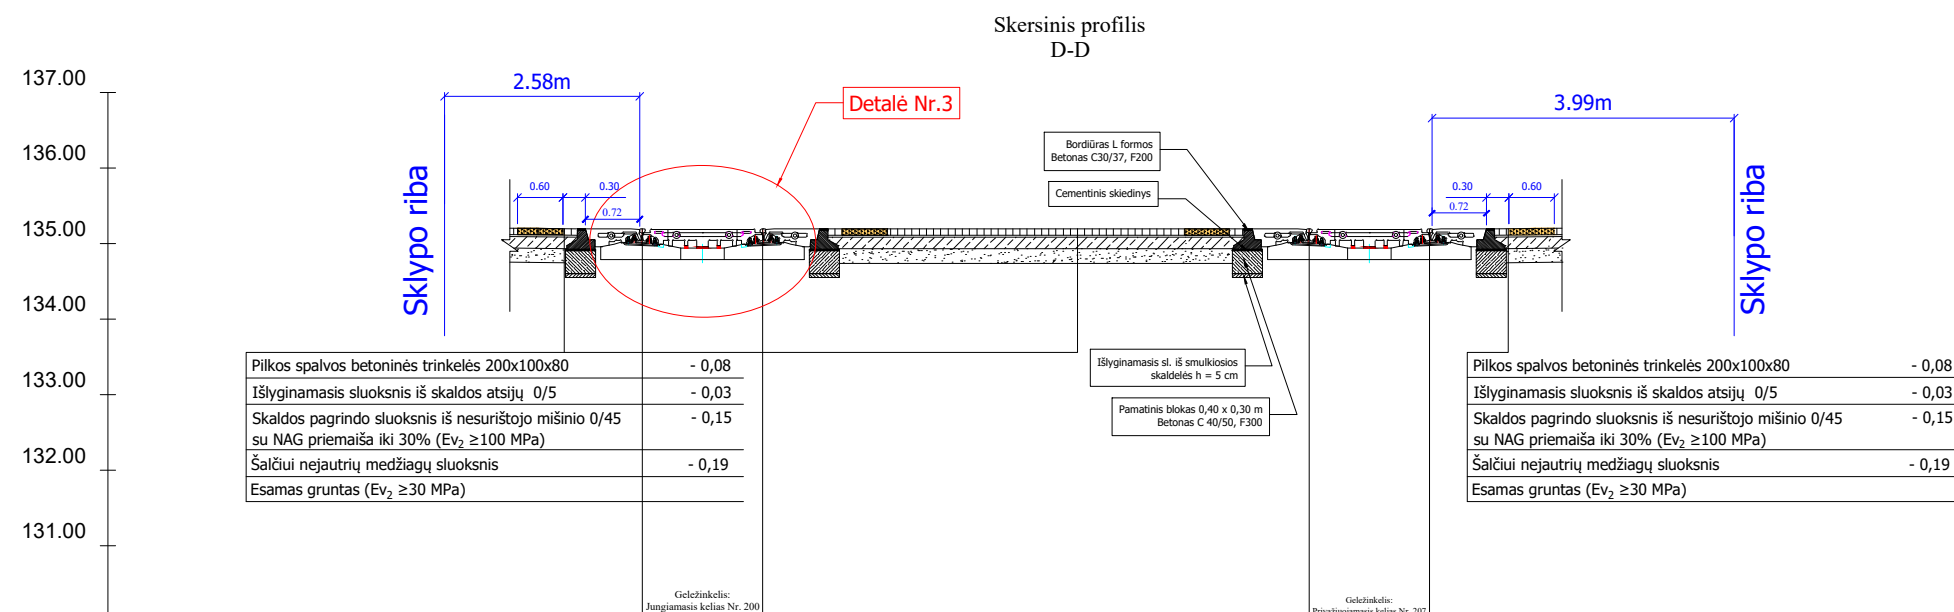 Skersinis profilis
D-D
137.00
136.00
135.00
134.00
133.00
132.00
131.00
2.58m
Detalė Nr.3
3.99m
Sklypo riba
0.60
0.30
0.72
Bordiūras L formos
Betonas C30/37, F200
Cementinis skiedinys
0.30
0.60
0.72
Sklypo riba
Pilkos spalvos betoninės trinkelės 200x100x80 - 0,08
Išlyginamasis sluoksnis iš skaldos atsijų 0/5 - 0,03
Skaldos pagrindo sluoksnis iš nesurištojo mišinio 0/45 - 0,15
su NAG priemaiša iki 30% (Ev₂ ≥100 MPa)
Šalčiui nejautrių medžiagų sluoksnis - 0,19
Esamas gruntas (Ev₂ ≥30 MPa)
Išlyginamasis sl. iš smulkiosios
skaldelės h = 5 cm
Pamatinis blokas 0,40 x 0,30 m
Betonas C 40/50, F300
Pilkos spalvos betoninės trinkelės 200x100x80 - 0,08
Išlyginamasis sluoksnis iš skaldos atsijų 0/5 - 0,03
Skaldos pagrindo sluoksnis iš nesurištojo mišinio 0/45 - 0,15
su NAG priemaiša iki 30% (Ev₂ ≥100 MPa)
Šalčiui nejautrių medžiagų sluoksnis - 0,19
Esamas gruntas (Ev₂ ≥30 MPa)
Geležinkelis:
Jungiamasis kelias Nr. 200
Geležinkelis:
Privažiuojamasis kelias Nr. 207